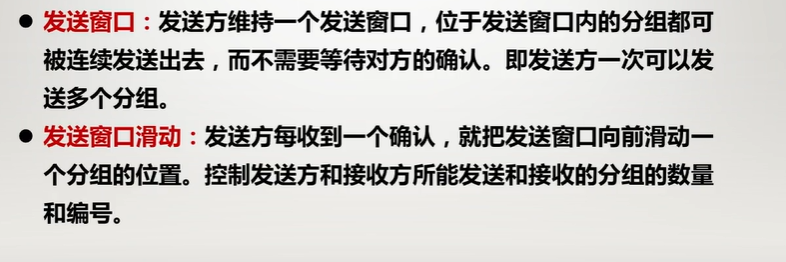 ● 发送窗口：发送方维持一个发送窗口，位于发送窗口内的分组都可
被连续发送出去，而不需要等待对方的确认。即发送方一次可以发
送多个分组。
● 发送窗口滑动：发送方每收到一个确认，就把发送窗口向前滑动一
个分组的位置。控制发送方和接收方所能发送和接收的分组的数量
和编号。